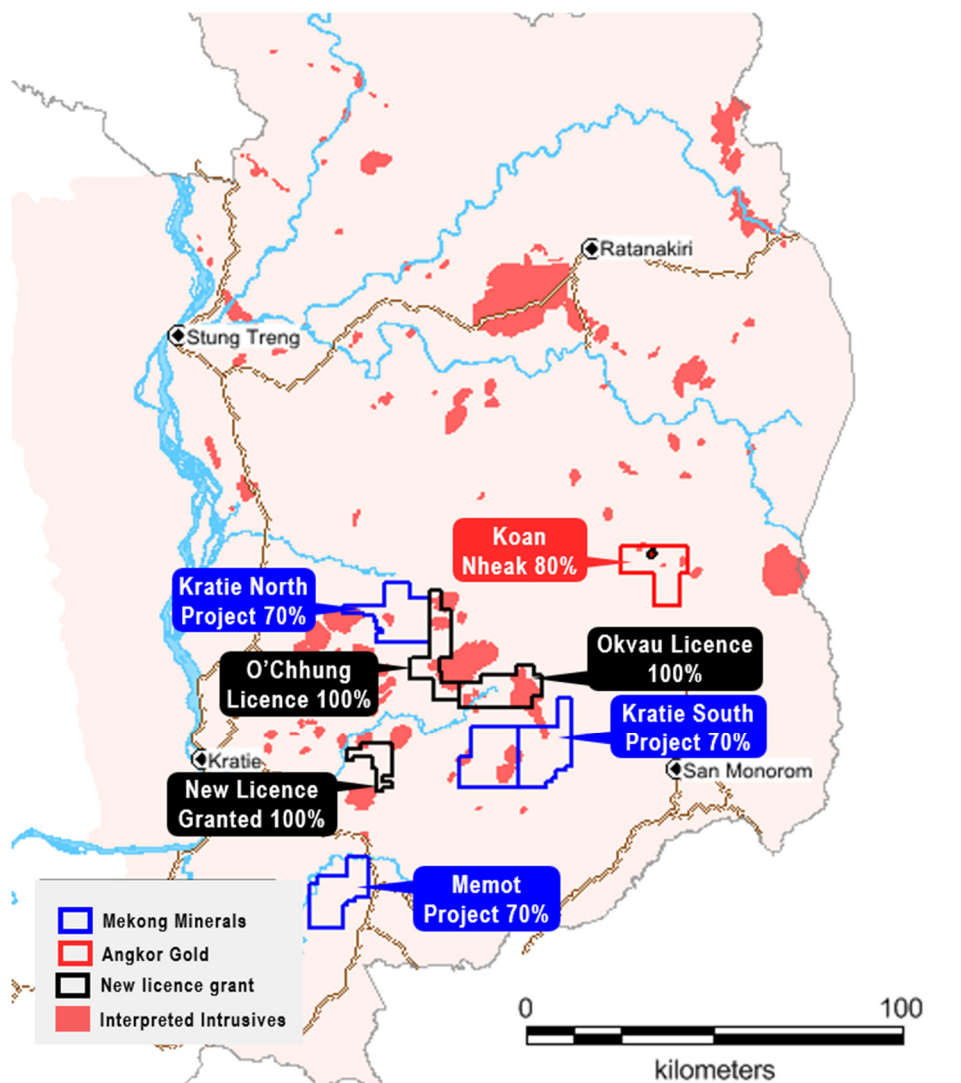 Ratanakiri
Stung Treng
Koan
Nheak 80%
Kratie North
Project 70%
Okvau Licence
100%
O'Chhung
Licence 100%
Kratie South
Project 70%
Kratie
San Monorom
New Licence
Granted 100%
Memot
Project 70%
Mekong Minerals
Angkor Gold
New licence grant
Interpreted Intrusives
0 100
kilometers